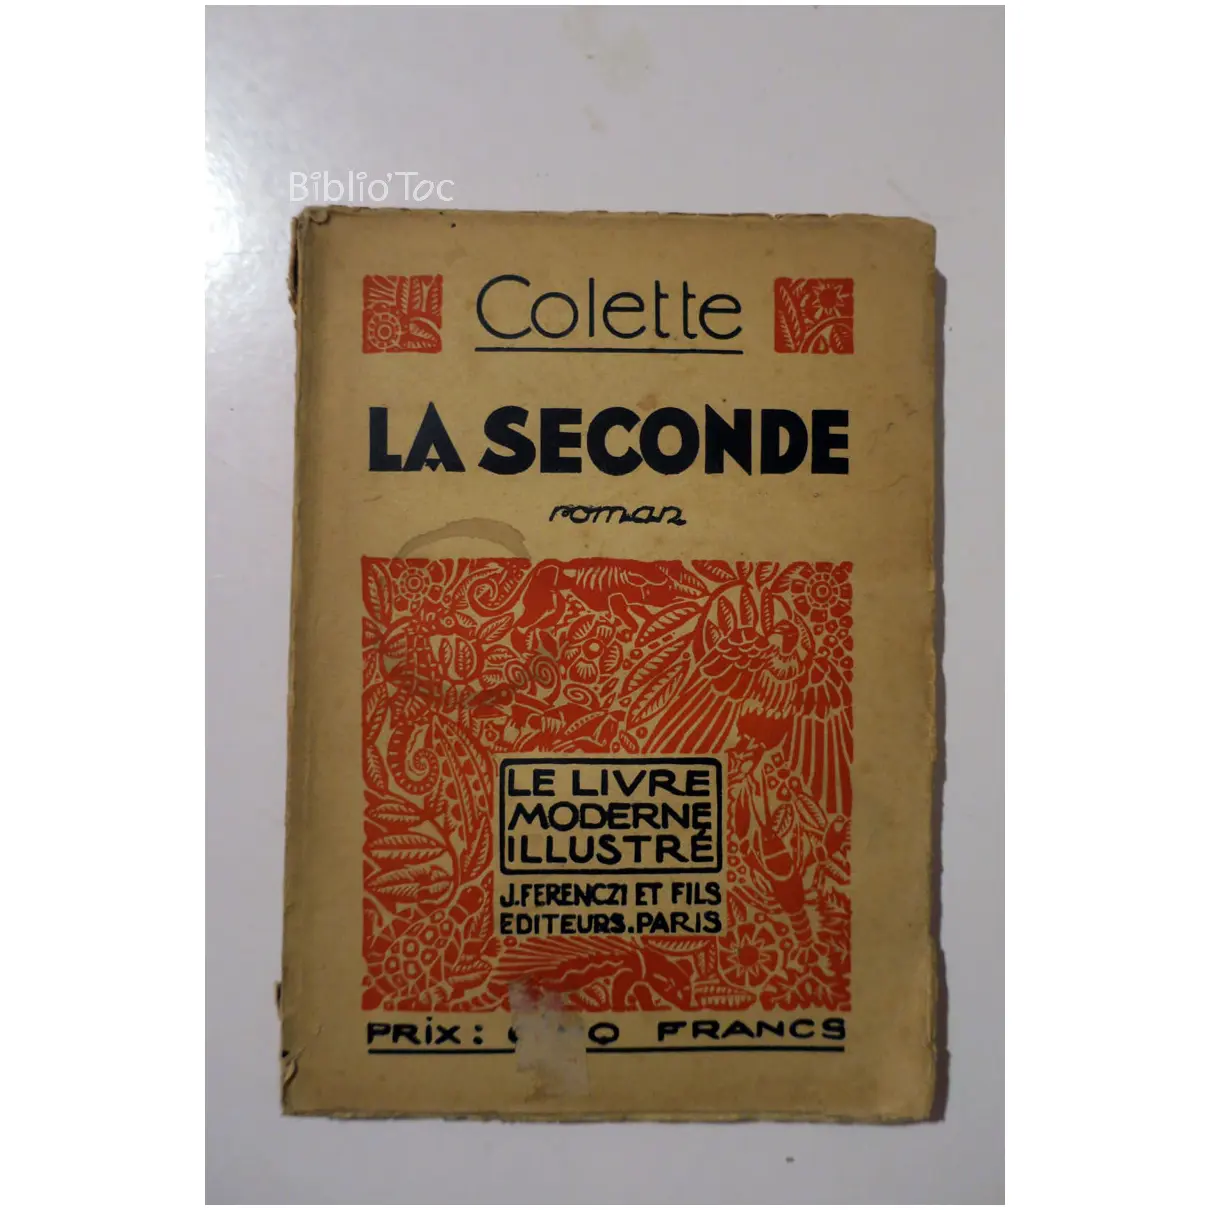 Biblio'Toc
Colette
LA SECONDE
roman
LE LIVRE
MODERNE
ILLUSTRÉ
J. FERENCZI ET FILS
EDITEURS. PARIS
PRiX: FRANCS